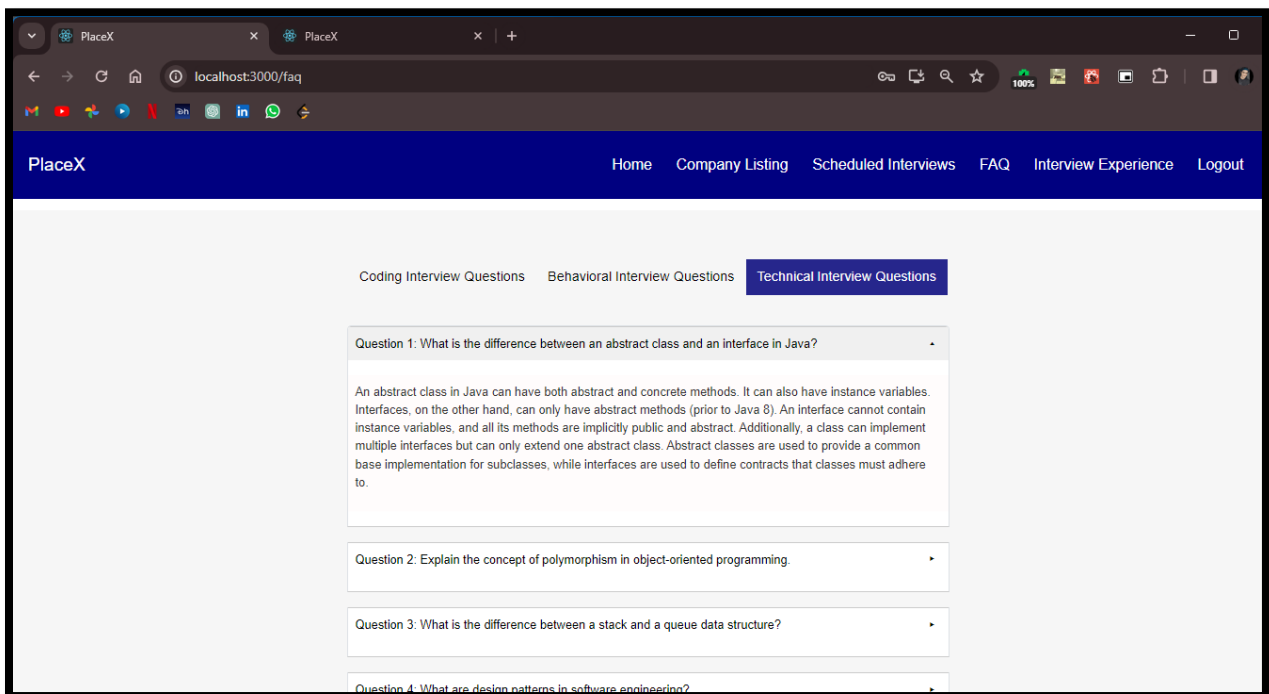 PlaceX
PlaceX
localhost:3000/faq
100%
in
PlaceX
Home Company Listing Scheduled Interviews FAQ Interview Experience Logout
Coding Interview Questions Behavioral Interview Questions Technical Interview Questions
Question 1: What is the difference between an abstract class and an interface in Java?
An abstract class in Java can have both abstract and concrete methods. It can also have instance variables.
Interfaces, on the other hand, can only have abstract methods (prior to Java 8). An interface cannot contain
instance variables, and all its methods are implicitly public and abstract. Additionally, a class can implement
multiple interfaces but can only extend one abstract class. Abstract classes are used to provide a common
base implementation for subclasses, while interfaces are used to define contracts that classes must adhere
to.
Question 2: Explain the concept of polymorphism in object-oriented programming.
Question 3: What is the difference between a stack and a queue data structure?
Question 4: What are design patterns in software engineering?